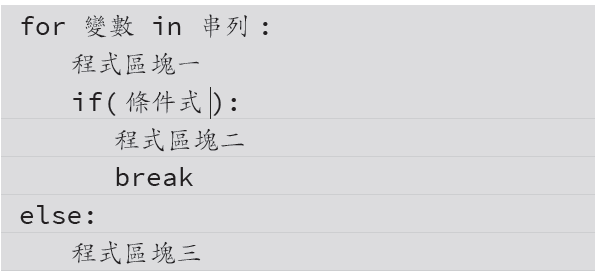 for 變數 in 串列:
    程式區塊一
    if(條件式):
        程式區塊二
        break
else:
    程式區塊三